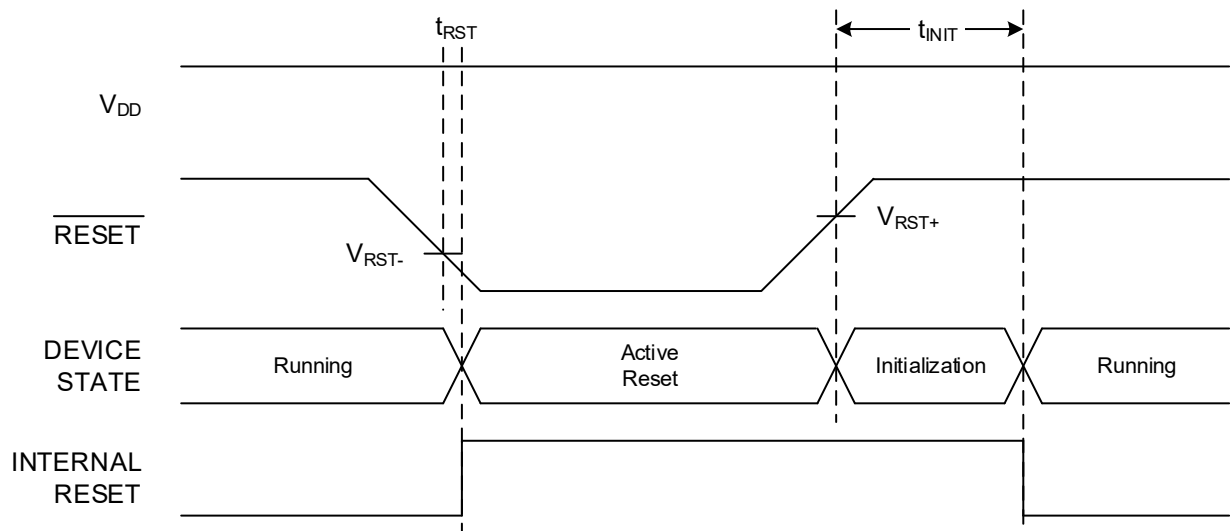 tRST
tINIT
VDD
RESET
VRST-
VRST+
DEVICE
STATE
Running
Active
Reset
Initialization
Running
INTERNAL
RESET